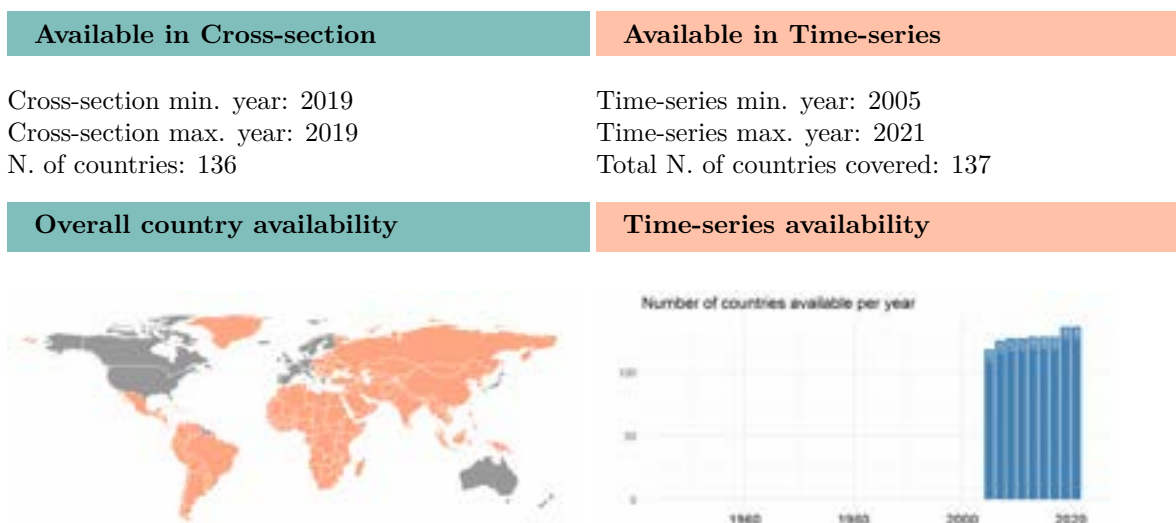 Available in Cross-section
Available in Time-series
Cross-section min. year: 2019
Cross-section max. year: 2019
N. of countries: 136
Time-series min. year: 2005
Time-series max. year: 2021
Total N. of countries covered: 137
Overall country availability
Time-series availability
Number of countries available per year
100
50
0
1960
1980
2000
2020